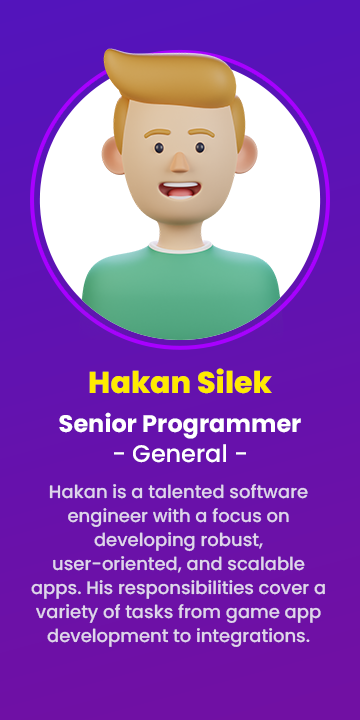 Hakan Silek
Senior Programmer
- General -
Hakan is a talented software
engineer with a focus on
developing robust,
user-oriented, and scalable
apps. His responsibilities cover a
variety of tasks from game app
development to integrations.